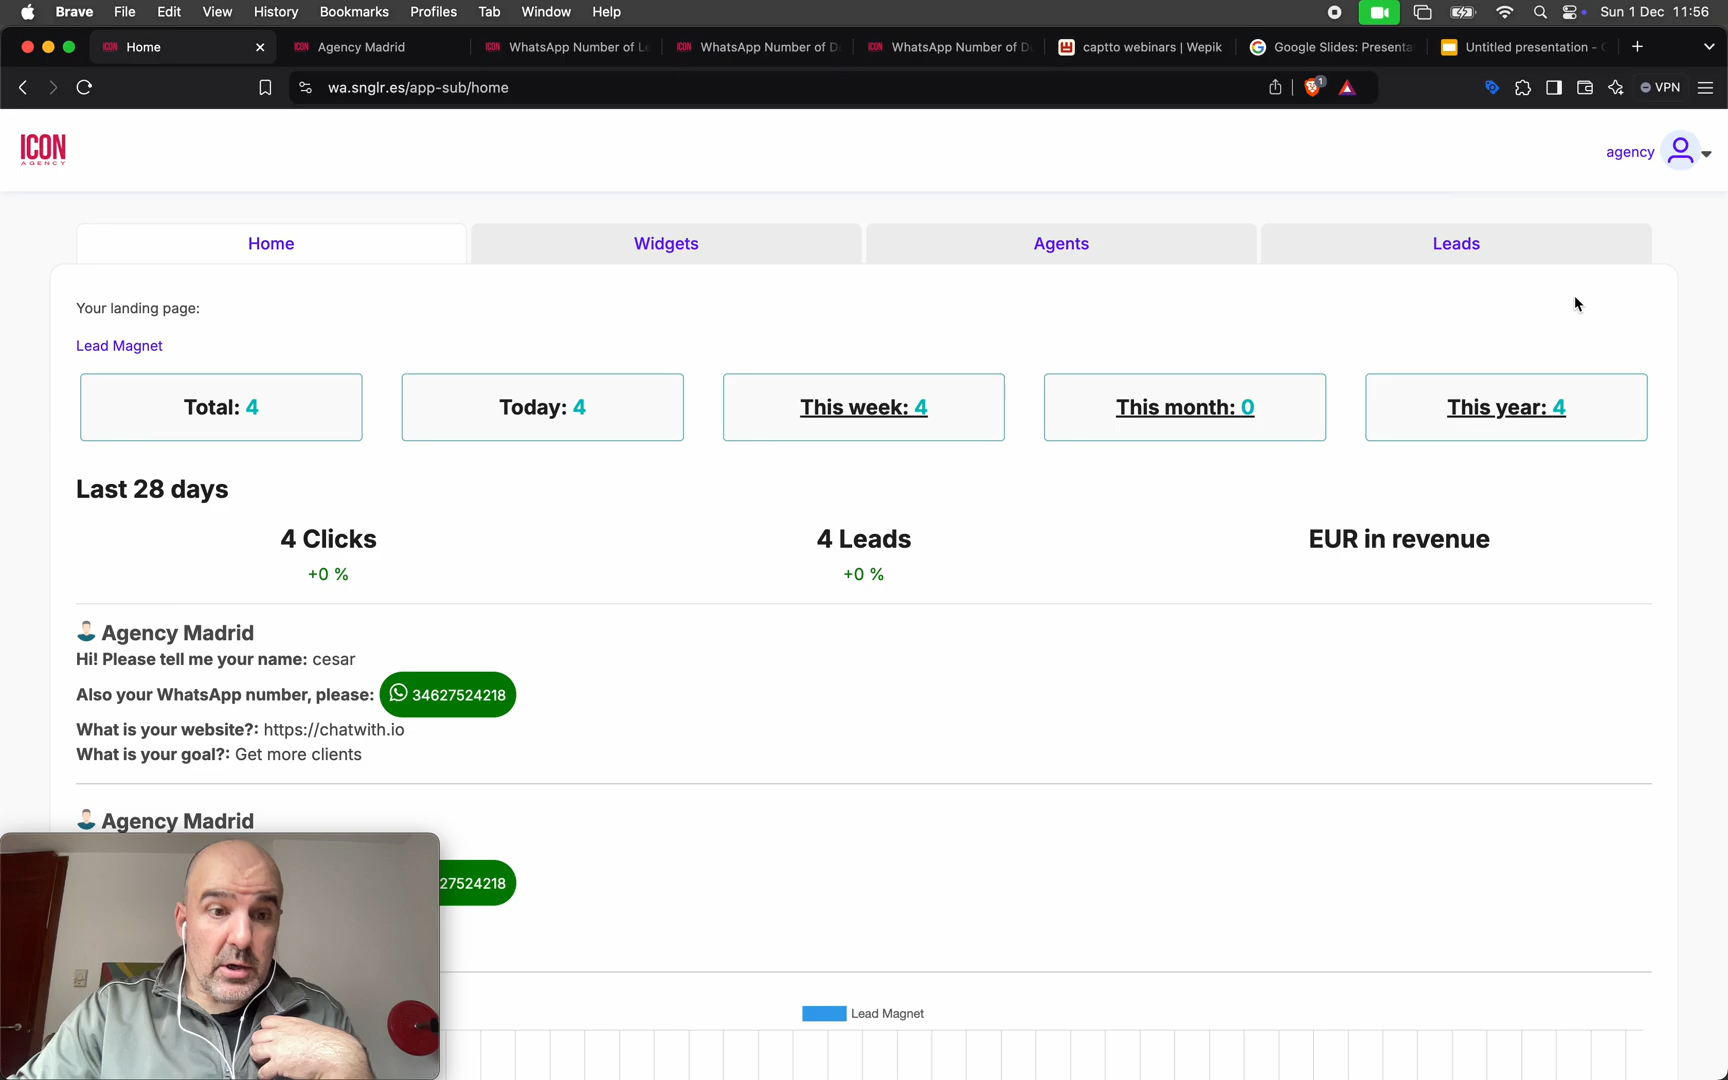 Brave File Edit View History Bookmarks Profiles Tab Window Help Sun 1 Dec 11:56
ICON Home Agency Madrid WhatsApp Number of L WhatsApp Number of D WhatsApp Number of D captto webinars | Wepik Google Slides: Presenta Untitled presentation -
wa.snglr.es/app-sub/home 1 VPN
ICON
AGENCY
agency
Home Widgets Agents Leads
Your landing page:
Lead Magnet
Total: 4 Today: 4 This week: 4 This month: 0 This year: 4
Last 28 days
4 Clicks 4 Leads EUR in revenue
+0 % +0 %
Agency Madrid
Hi! Please tell me your name: cesar
Also your WhatsApp number, please: 34627524218
What is your website?: https://chatwith.io
What is your goal?: Get more clients
Agency Madrid
27524218
Lead Magnet